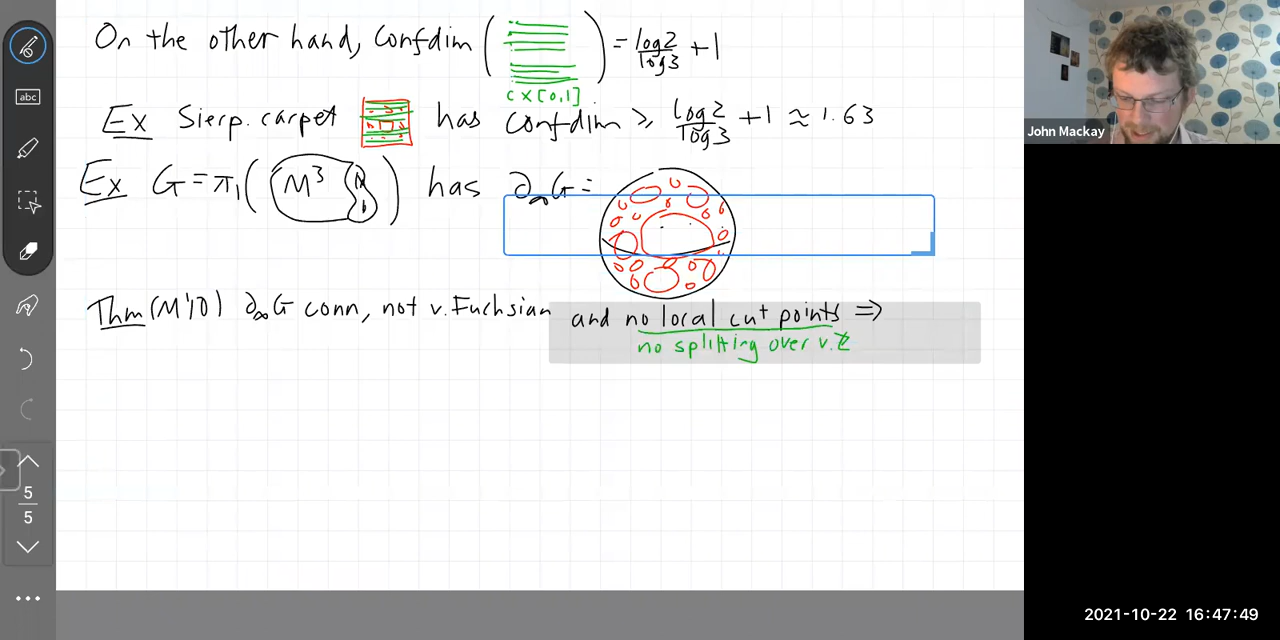 On the other hand, Confdim ( ) = log2/log3 + 1
C × [0,1]
Ex Sierp. carpet has confdim ≥ log2/log3 + 1 ≈ 1.63
Ex G = π₁( M³ ) has ∂∞G =
Thm (M'10) ∂∞G conn, not v. Fuchsian and no local cut points ⇒
no splitting over v. ℤ
abc
5
5
John Mackay
2021-10-22 16:47:49